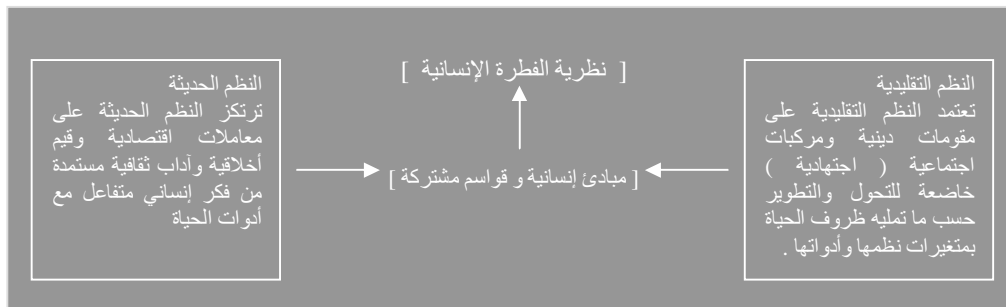 [ نظرية الفطرة الإنسانية ]
النظم التقليدية
تعتمد النظم التقليدية على
مقومات دينية ومركبات
اجتماعية ( اجتهادية )
خاضعة للتحول والتطوير
حسب ما تمليه ظروف الحياة
بمتغيرات نظمها وأدواتها .
[ مبادئ إنسانية و قواسم مشتركة ]
النظم الحديثة
ترتكز النظم الحديثة على
معاملات اقتصادية وقيم
أخلاقية وآداب ثقافية مستمدة
من فكر إنساني متفاعل مع
أدوات الحياة